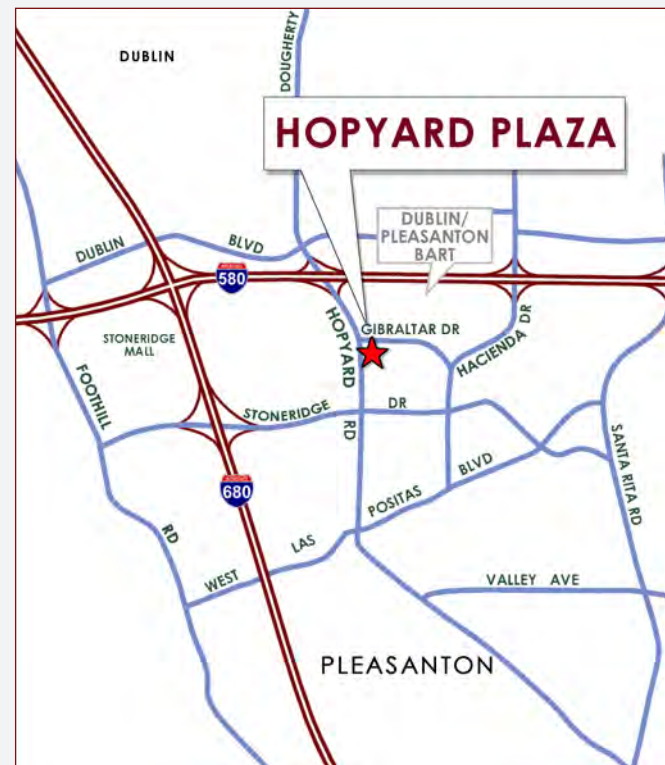 DUBLIN
DOUGHERTY
HOPYARD PLAZA
DUBLIN/
PLEASANTON
BART
DUBLIN BLVD
580
GIBRALTAR DR
HOPYARD RD
HACIENDA DR
STONERIDGE
MALL
FOOTHILL RD
STONERIDGE DR
SANTA RITA RD
680
WEST LAS POSITAS BLVD
VALLEY AVE
PLEASANTON